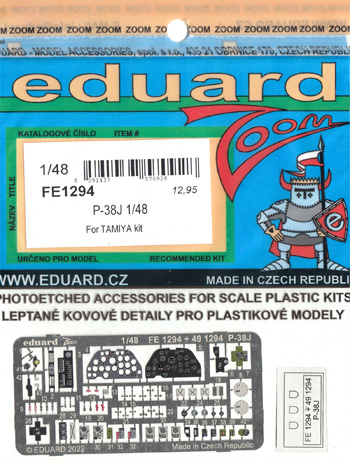 ZOOM ZOOM ZOOM ZOOM ZOOM ZOOM ZOOM ZOOM
EDUARD - MODEL ACCESSORIES, spol. s r.o., 435 21 OBRNICE 170, CZECH REPUBLIC
eduard
Zoom
KATALOGOVÉ ČÍSLO ITEM #
1/48
8 591437 570928
FE1294
12,95
P-38J 1/48
For TAMIYA kit
NÁZEV TITLE
URČENO PRO MODEL RECOMMENDED KIT
e
WWW.EDUARD.CZ
MADE IN CZECH REPUBLIC
PHOTOETCHED ACCESSORIES FOR SCALE PLASTIC KITS
LEPTANÉ KOVOVÉ DETAILY PRO PLASTIKOVÉ MODELY
eduard Zoom 1/48 FE 1294 + 49 1294 P-38J
© EDUARD 2022
Made in Czech Republic
FE 1294 + 49 1294
P-38J